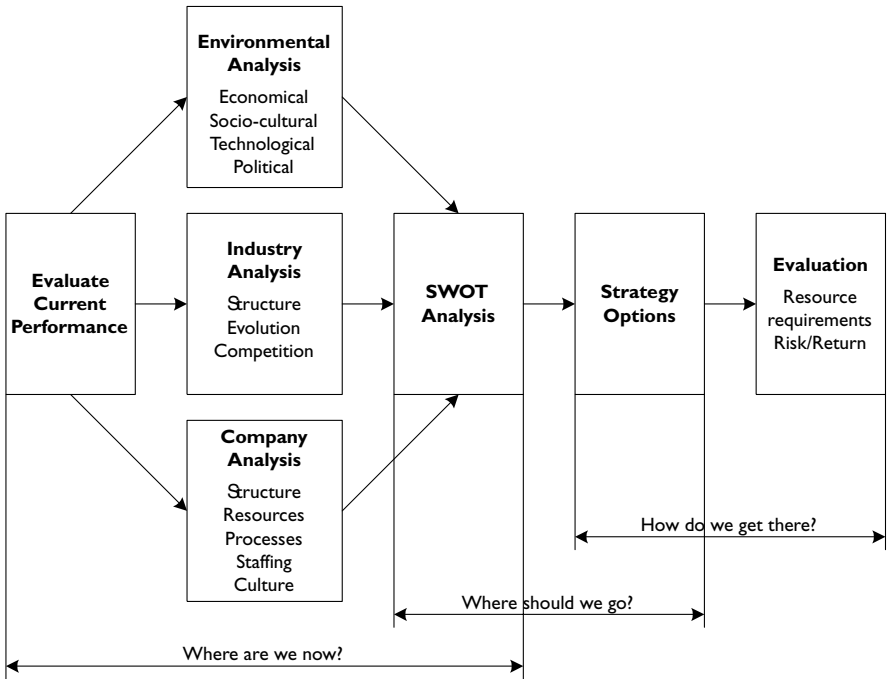 Environmental
Analysis
Economical
Socio-cultural
Technological
Political
Evaluate
Current
Performance
Industry
Analysis
Structure
Evolution
Competition
Company
Analysis
Structure
Resources
Processes
Staffing
Culture
SWOT
Analysis
Strategy
Options
Evaluation
Resource
requirements
Risk/Return
How do we get there?
Where should we go?
Where are we now?